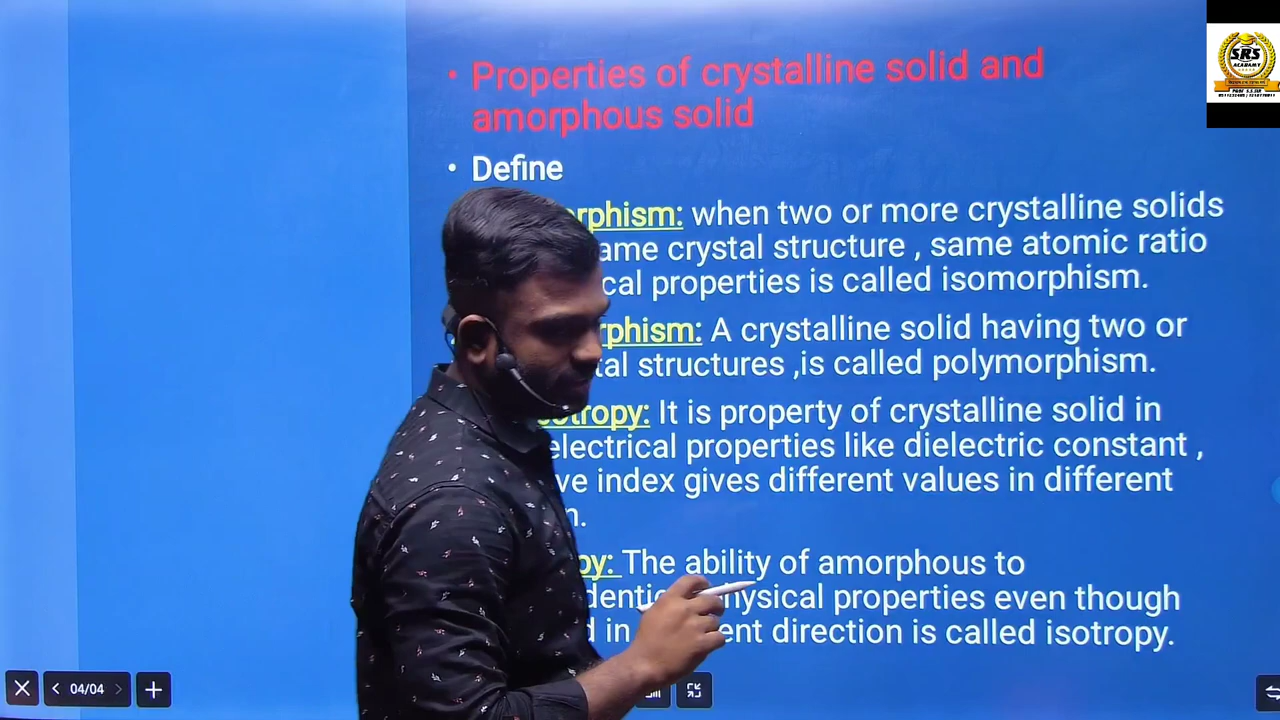 SRS
ACADEMY
• Properties of crystalline solid and
amorphous solid
• Define
rphism: when two or more crystalline solids
ame crystal structure , same atomic ratio
cal properties is called isomorphism.
rphism: A crystalline solid having two or
tal structures ,is called polymorphism.
sotropy: It is property of crystalline solid in
electrical properties like dielectric constant ,
ve index gives different values in different
n.
py: The ability of amorphous to
denti hysical properties even though
d in ent direction is called isotropy.
04/04